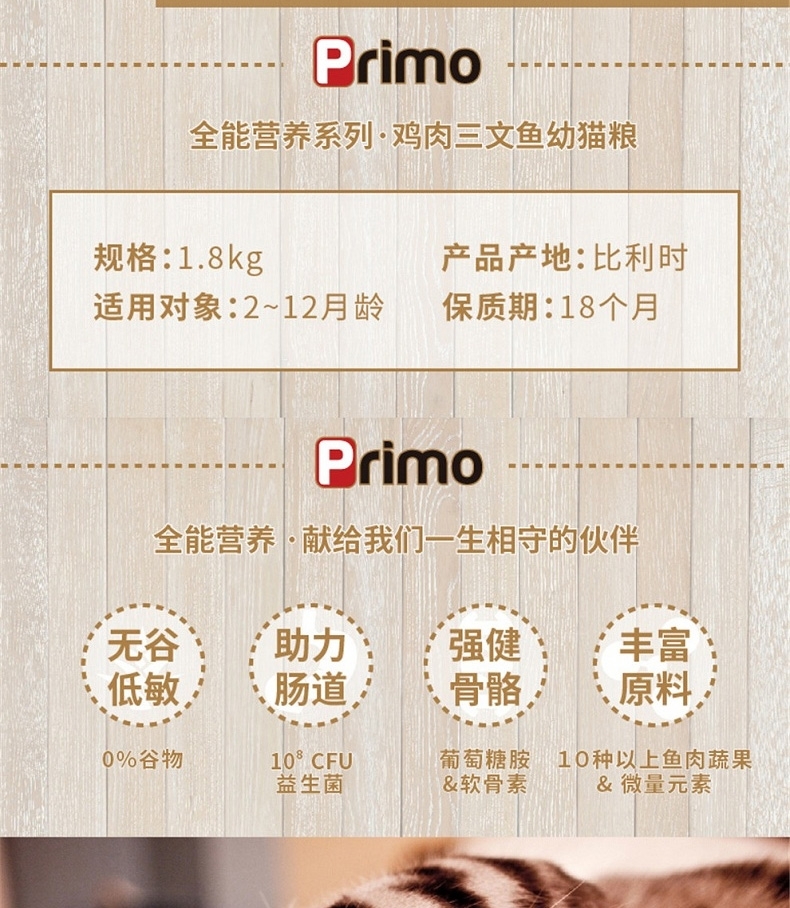 Primo
全能营养系列·鸡肉三文鱼幼猫粮
规格：1.8kg
产品产地：比利时
适用对象：2~12月龄
保质期：18个月
Primo
全能营养·献给我们一生相守的伙伴
无谷
低敏
0%谷物
助力
肠道
10⁸ CFU
益生菌
强健
骨骼
葡萄糖胺
&软骨素
丰富
原料
10种以上鱼肉蔬果
& 微量元素